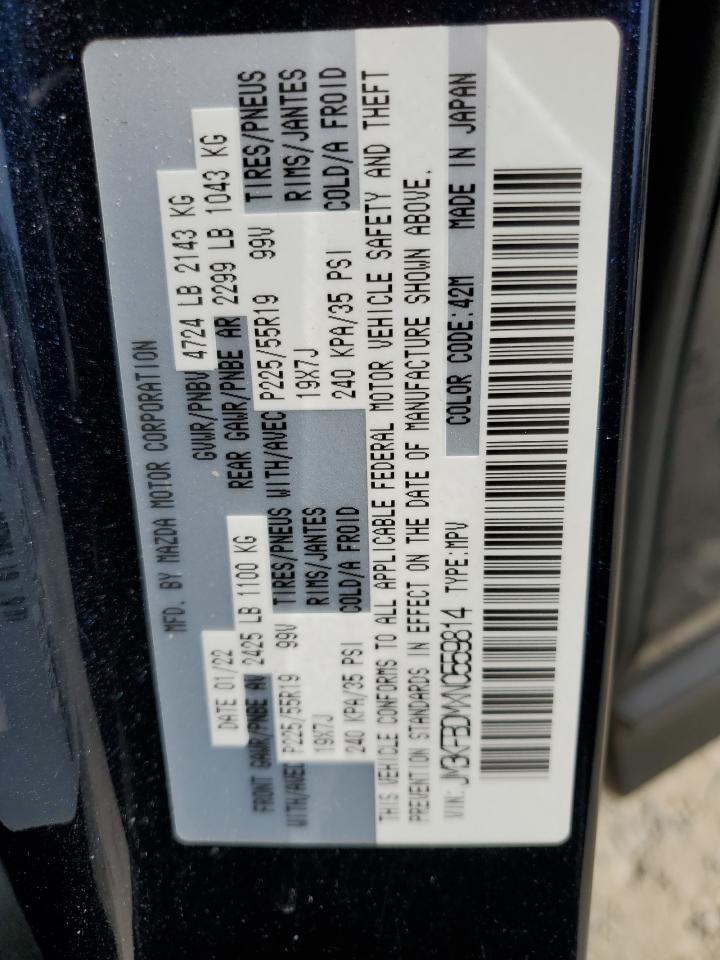 MFD. BY MAZDA MOTOR CORPORATION
DATE 01/22 GVWR/PNBV 4724 LB 2143 KG
FRONT GAWR/PNBE AV 2425 LB 1100 KG REAR GAWR/PNBE AR 2299 LB 1043 KG
WITH/AVEC P225/55R19 99V TIRES/PNEUS WITH/AVEC P225/55R19 99V TIRES/PNEUS
19X7J RIMS/JANTES 19X7J RIMS/JANTES
240 KPA/35 PSI COLD/A FROID 240 KPA/35 PSI COLD/A FROID
THIS VEHICLE CONFORMS TO ALL APPLICABLE FEDERAL MOTOR VEHICLE SAFETY AND THEFT
PREVENTION STANDARDS IN EFFECT ON THE DATE OF MANUFACTURE SHOWN ABOVE.
VIN: JM3KFBDMXN0559814 TYPE:MPV COLOR CODE:42M MADE IN JAPAN